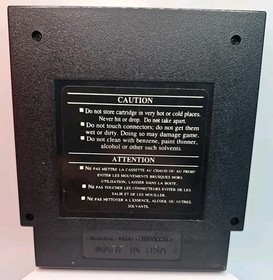 CAUTION
■ Do not store cartridge in very hot or cold places.
Never hit or drop. Do not take apart.
■ Do not touch connectors; do not get them
wet or dirty. Doing so may damage game.
■ Do not clean with benzene, paint thinner,
alcohol or other such solvents.
ATTENTION
■ NE PAS METTRE LA CASSETTE AU CHAUD OU AU FROID
EVITER LES MOUVEMENTS BRUSQUES HORS
UTILISATION, LAISSER DANS LA BOITE.
■ NE PAS TOUCHER LES CONNECTEURS EVITER DE LES
SALIR ET DE LES MOUILLER.
■ NE PAS NETTOYER A L'ESSENCE, ALCOOL OU AUTRES
SOLVANTS.
MADE IN USA